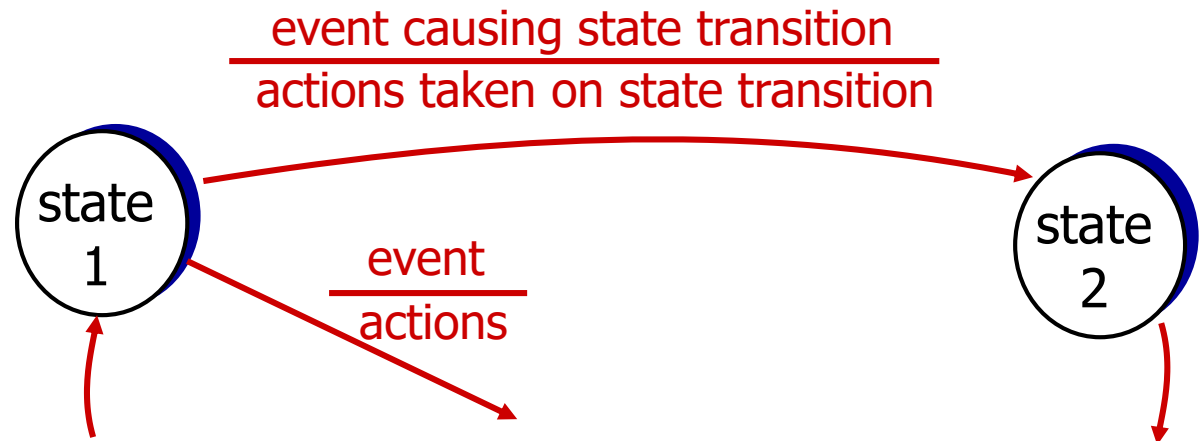 event causing state transition
actions taken on state transition
state
1
event
actions
state
2